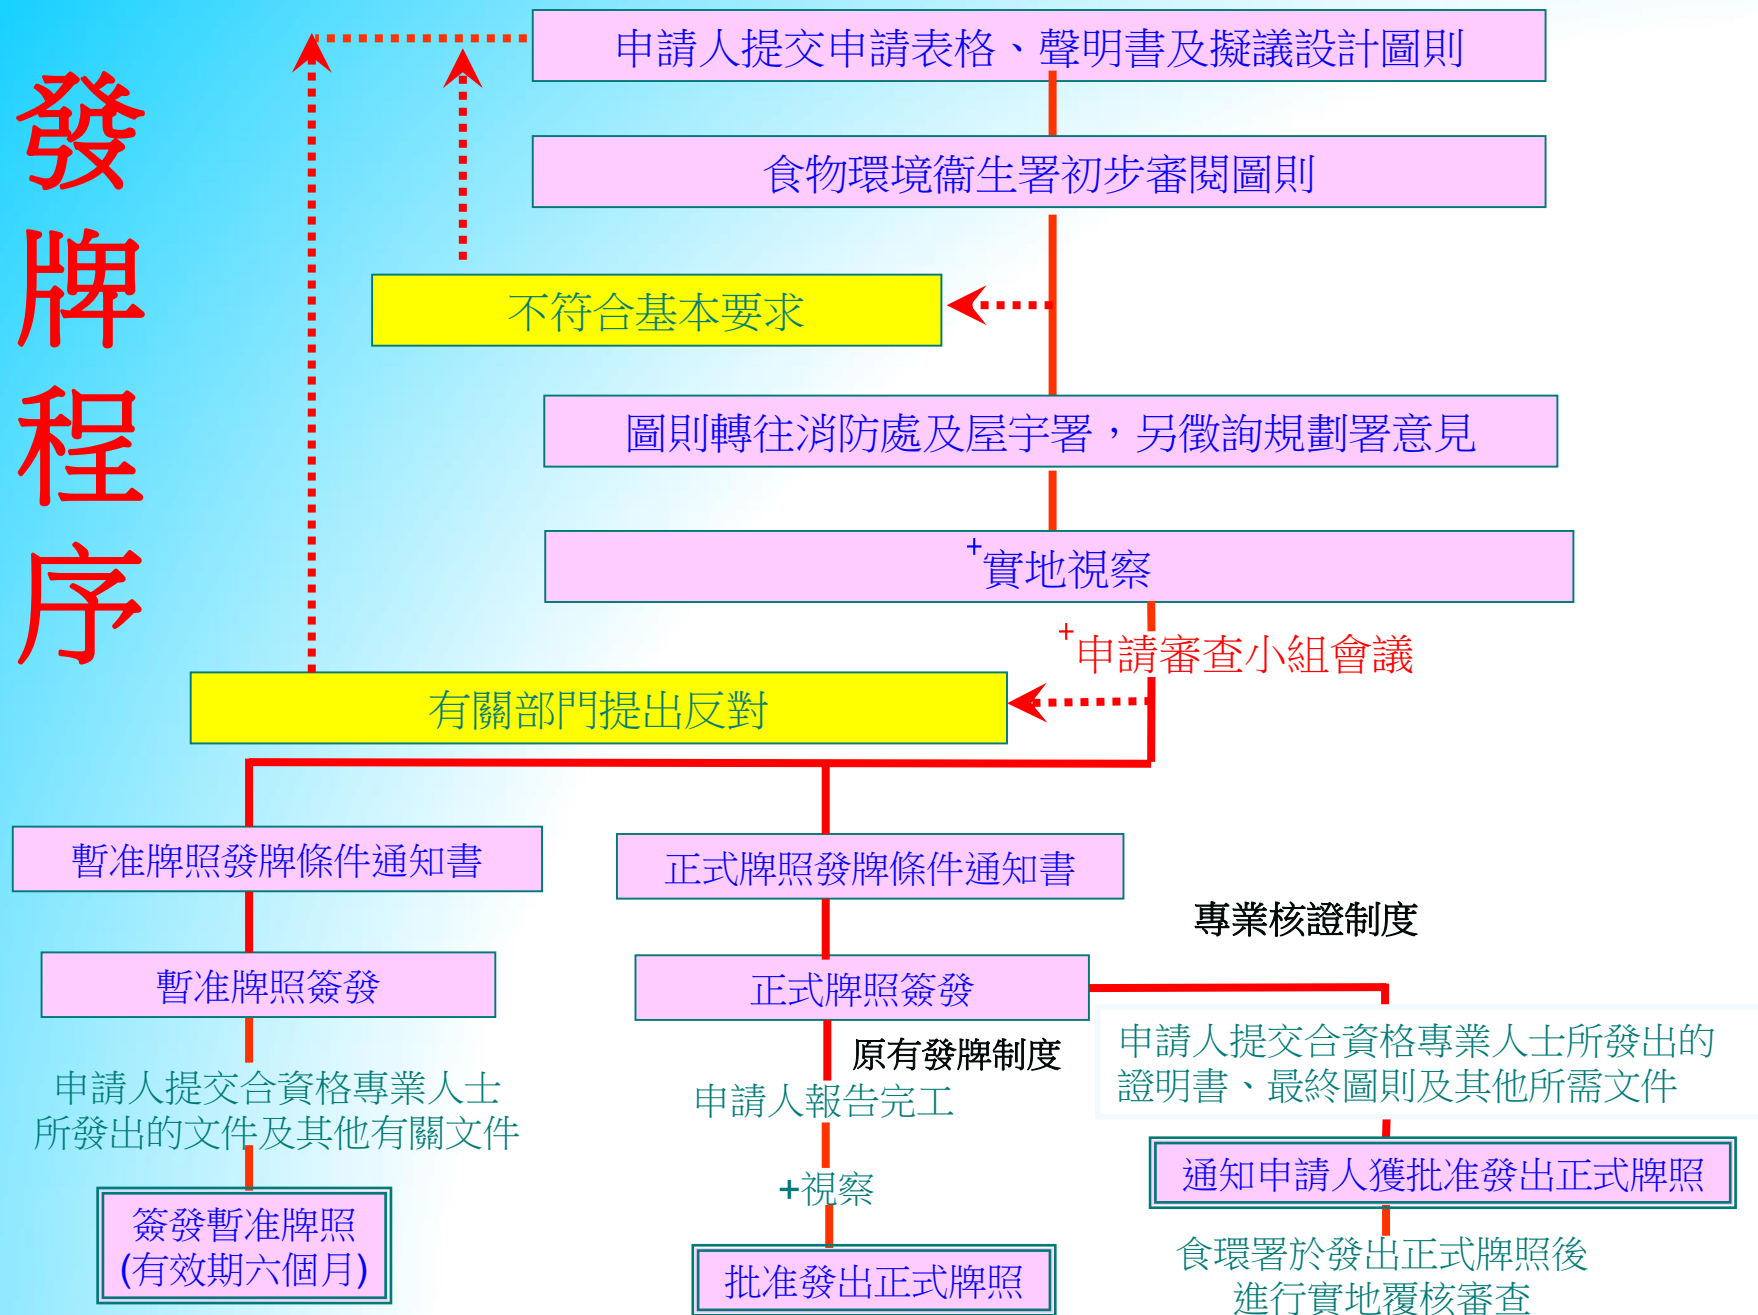 發牌程序
申請人提交申請表格、聲明書及擬議設計圖則
食物環境衞生署初步審閱圖則
不符合基本要求
圖則轉往消防處及屋宇署，另徵詢規劃署意見
+實地視察
+申請審查小組會議
有關部門提出反對
暫准牌照發牌條件通知書
正式牌照發牌條件通知書
專業核證制度
暫准牌照簽發
正式牌照簽發
原有發牌制度
申請人提交合資格專業人士所發出的
證明書、最終圖則及其他所需文件
申請人提交合資格專業人士
所發出的文件及其他有關文件
申請人報告完工
通知申請人獲批准發出正式牌照
+視察
簽發暫准牌照
(有效期六個月)
批准發出正式牌照
食環署於發出正式牌照後
進行實地覆核審查